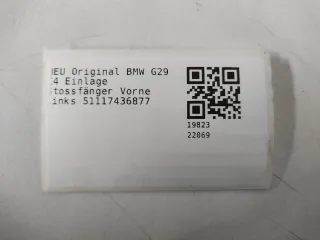 NEU Original BMW G29
Z4 Einlage
Stossfänger Vorne
links 51117436877
19823
22069